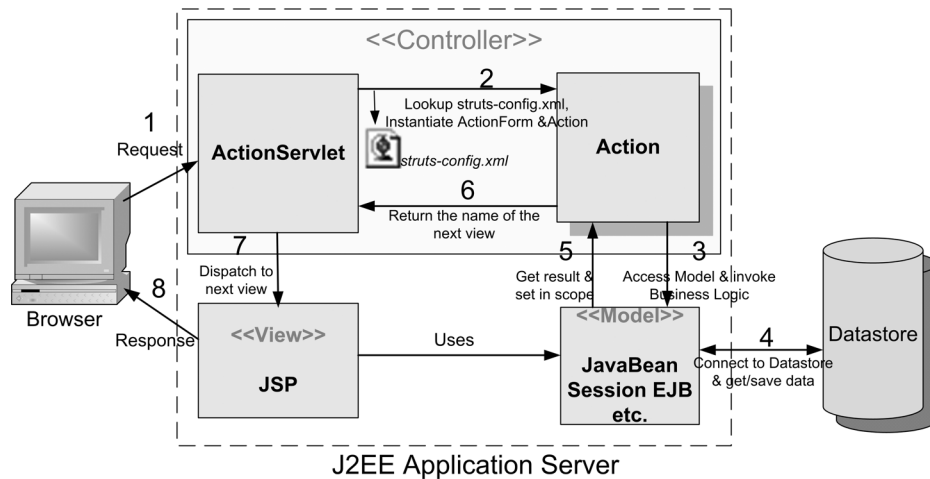 <<Controller>>
1
Request
ActionServlet
2
Lookup struts-config.xml,
Instantiate ActionForm &Action
struts-config.xml
Action
6
Return the name of the
next view
7
Dispatch to
next view
5
Get result &
set in scope
3
Access Model & invoke
Business Logic
Browser
8
Response
<<View>>
JSP
Uses
<<Model>>
JavaBean
Session EJB
etc.
4
Connect to Datastore
& get/save data
Datastore
J2EE Application Server